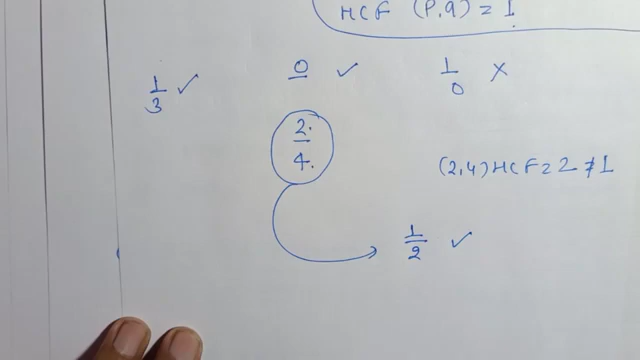 HCF (P,q) = 1
1/3 ✓ 0 ✓ 1/0 ×
2/4
(2,4) HCF = 2 ≠ 1
1/2 ✓